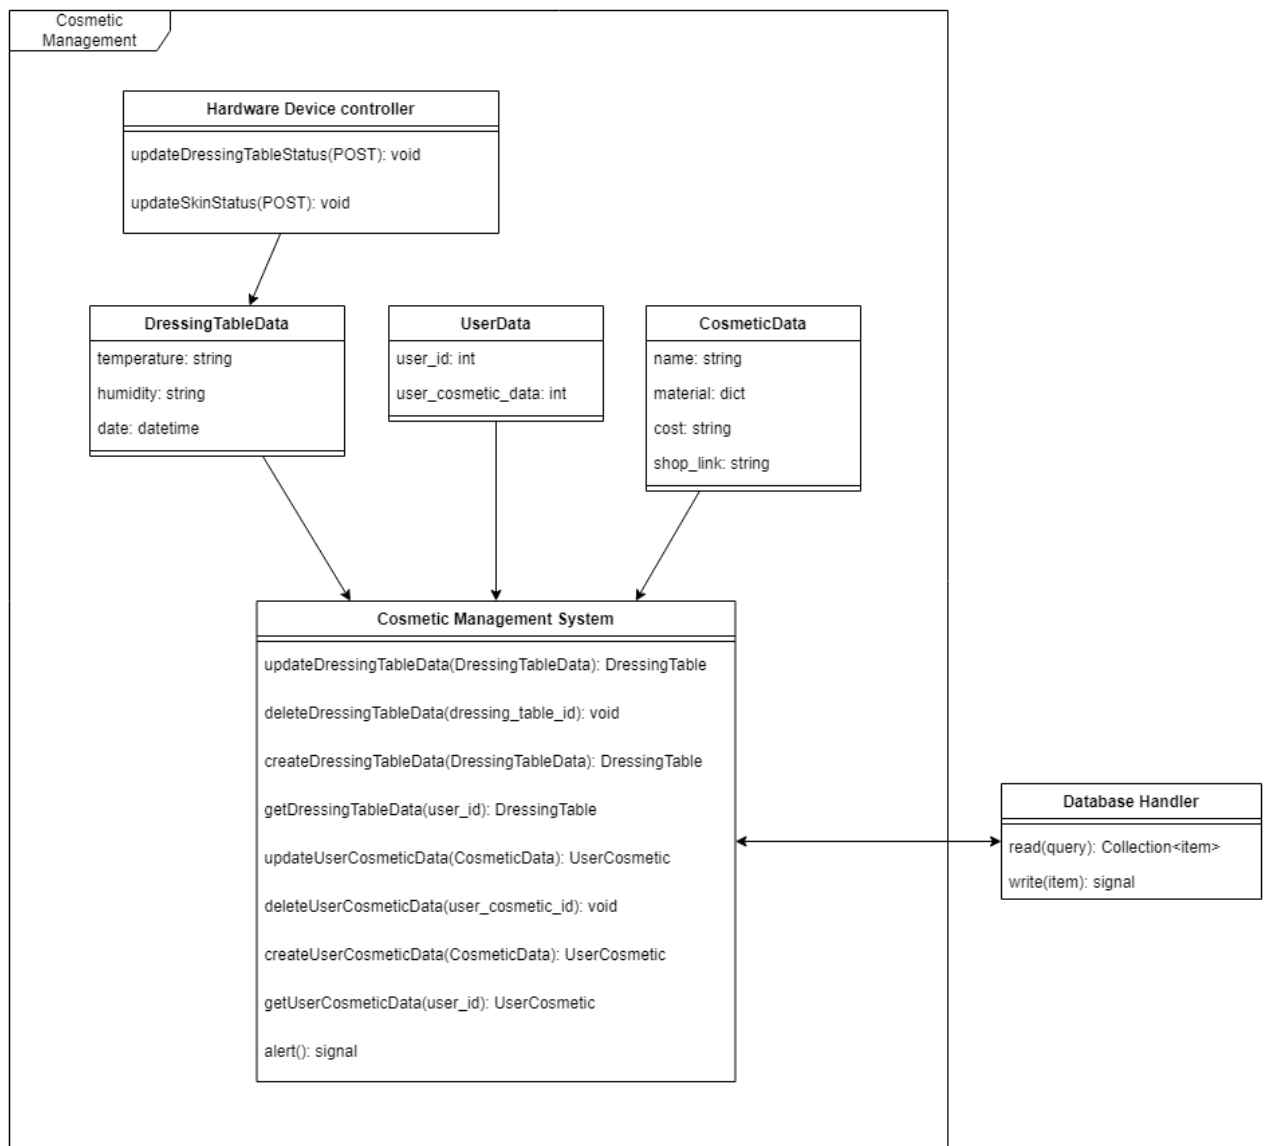 Cosmetic
Management
Hardware Device controller
updateDressingTableStatus(POST): void
updateSkinStatus(POST): void
DressingTableData
temperature: string
humidity: string
date: datetime
UserData
user_id: int
user_cosmetic_data: int
CosmeticData
name: string
material: dict
cost: string
shop_link: string
Cosmetic Management System
updateDressingTableData(DressingTableData): DressingTable
deleteDressingTableData(dressing_table_id): void
createDressingTableData(DressingTableData): DressingTable
getDressingTableData(user_id): DressingTable
updateUserCosmeticData(CosmeticData): UserCosmetic
deleteUserCosmeticData(user_cosmetic_id): void
createUserCosmeticData(CosmeticData): UserCosmetic
getUserCosmeticData(user_id): UserCosmetic
alert(): signal
Database Handler
read(query): Collection<item>
write(item): signal